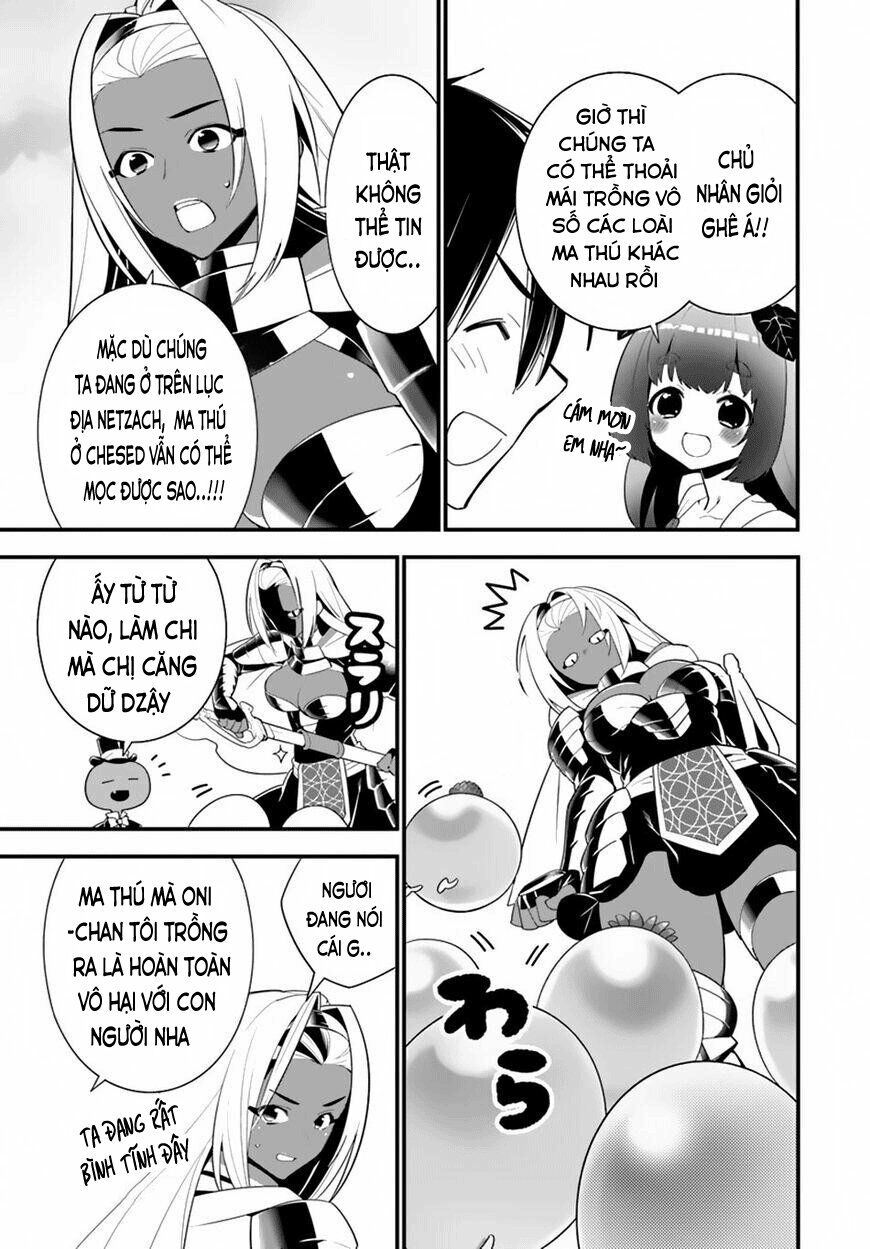 CHỦ
NHÂN GIỎI
GHÊ Á!!
GIỜ THÌ
CHÚNG TA
CÓ THỂ THOẢI
MÁI TRỒNG VÔ
SỐ CÁC LOÀI
MA THÚ KHÁC
NHAU RỒI
CÁM MƠN
EM NHA~
THẬT
KHÔNG
THỂ TIN
ĐƯỢC..
MẶC DÙ CHÚNG
TA ĐANG Ở TRÊN LỤC
ĐỊA NETZACH, MA THÚ
Ở CHESED VẪN CÓ THỂ
MỌC ĐƯỢC SAO..!!!
わら
スラリ
ẤY TỪ TỪ
NÀO, LÀM CHI
MÀ CHỊ CĂNG
DỮ DZẬY
NGƯƠI
ĐANG NÓI
CÁI G..
MA THÚ MÀ ONI
-CHAN TÔI TRỒNG
RA LÀ HOÀN TOÀN
VÔ HẠI VỚI CON
NGƯỜI NHA
TA ĐANG RẤT
BÌNH TĨNH ĐÂY